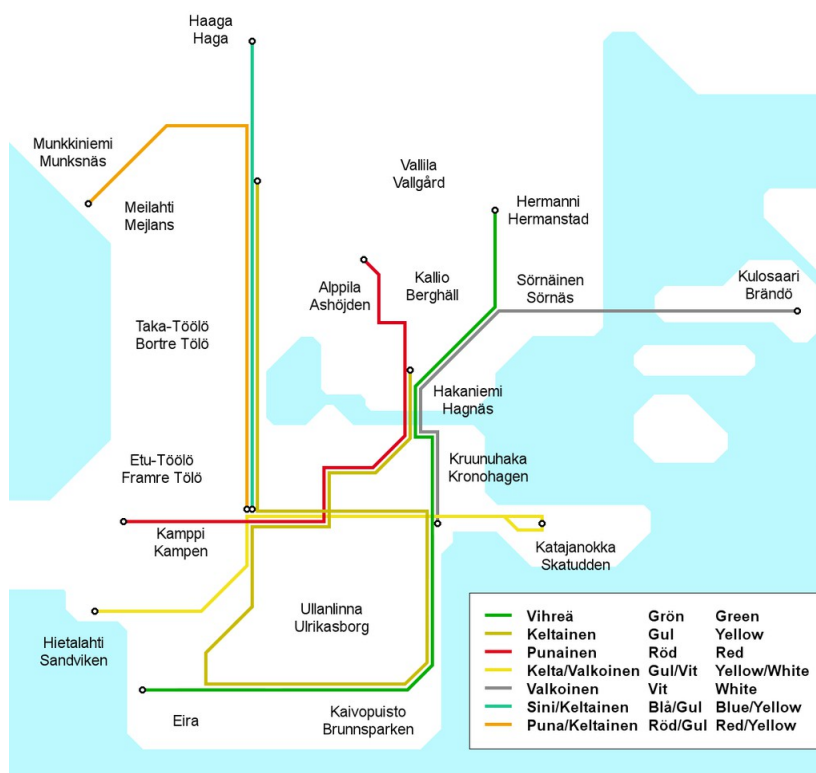 Haaga
Haga
Munkkiniemi
Munksnäs
Vallila
Vallgård
Meilahti
Mejlans
Hermanni
Hermanstad
Alppila
Ashöjden
Kallio
Berghäll
Sörnäinen
Sörnäs
Kulosaari
Brändö
Taka-Töölö
Bortre Tölö
Hakaniemi
Hagnäs
Etu-Töölö
Framre Tölö
Kruunuhaka
Kronohagen
Kamppi
Kampen
Katajanokka
Skatudden
Ullanlinna
Ulrikasborg
Hietalahti
Sandviken
Eira
Kaivopuisto
Brunnsparken
Vihreä Grön Green
Keltainen Gul Yellow
Punainen Röd Red
Kelta/Valkoinen Gul/Vit Yellow/White
Valkoinen Vit White
Sini/Keltainen Blå/Gul Blue/Yellow
Puna/Keltainen Röd/Gul Red/Yellow